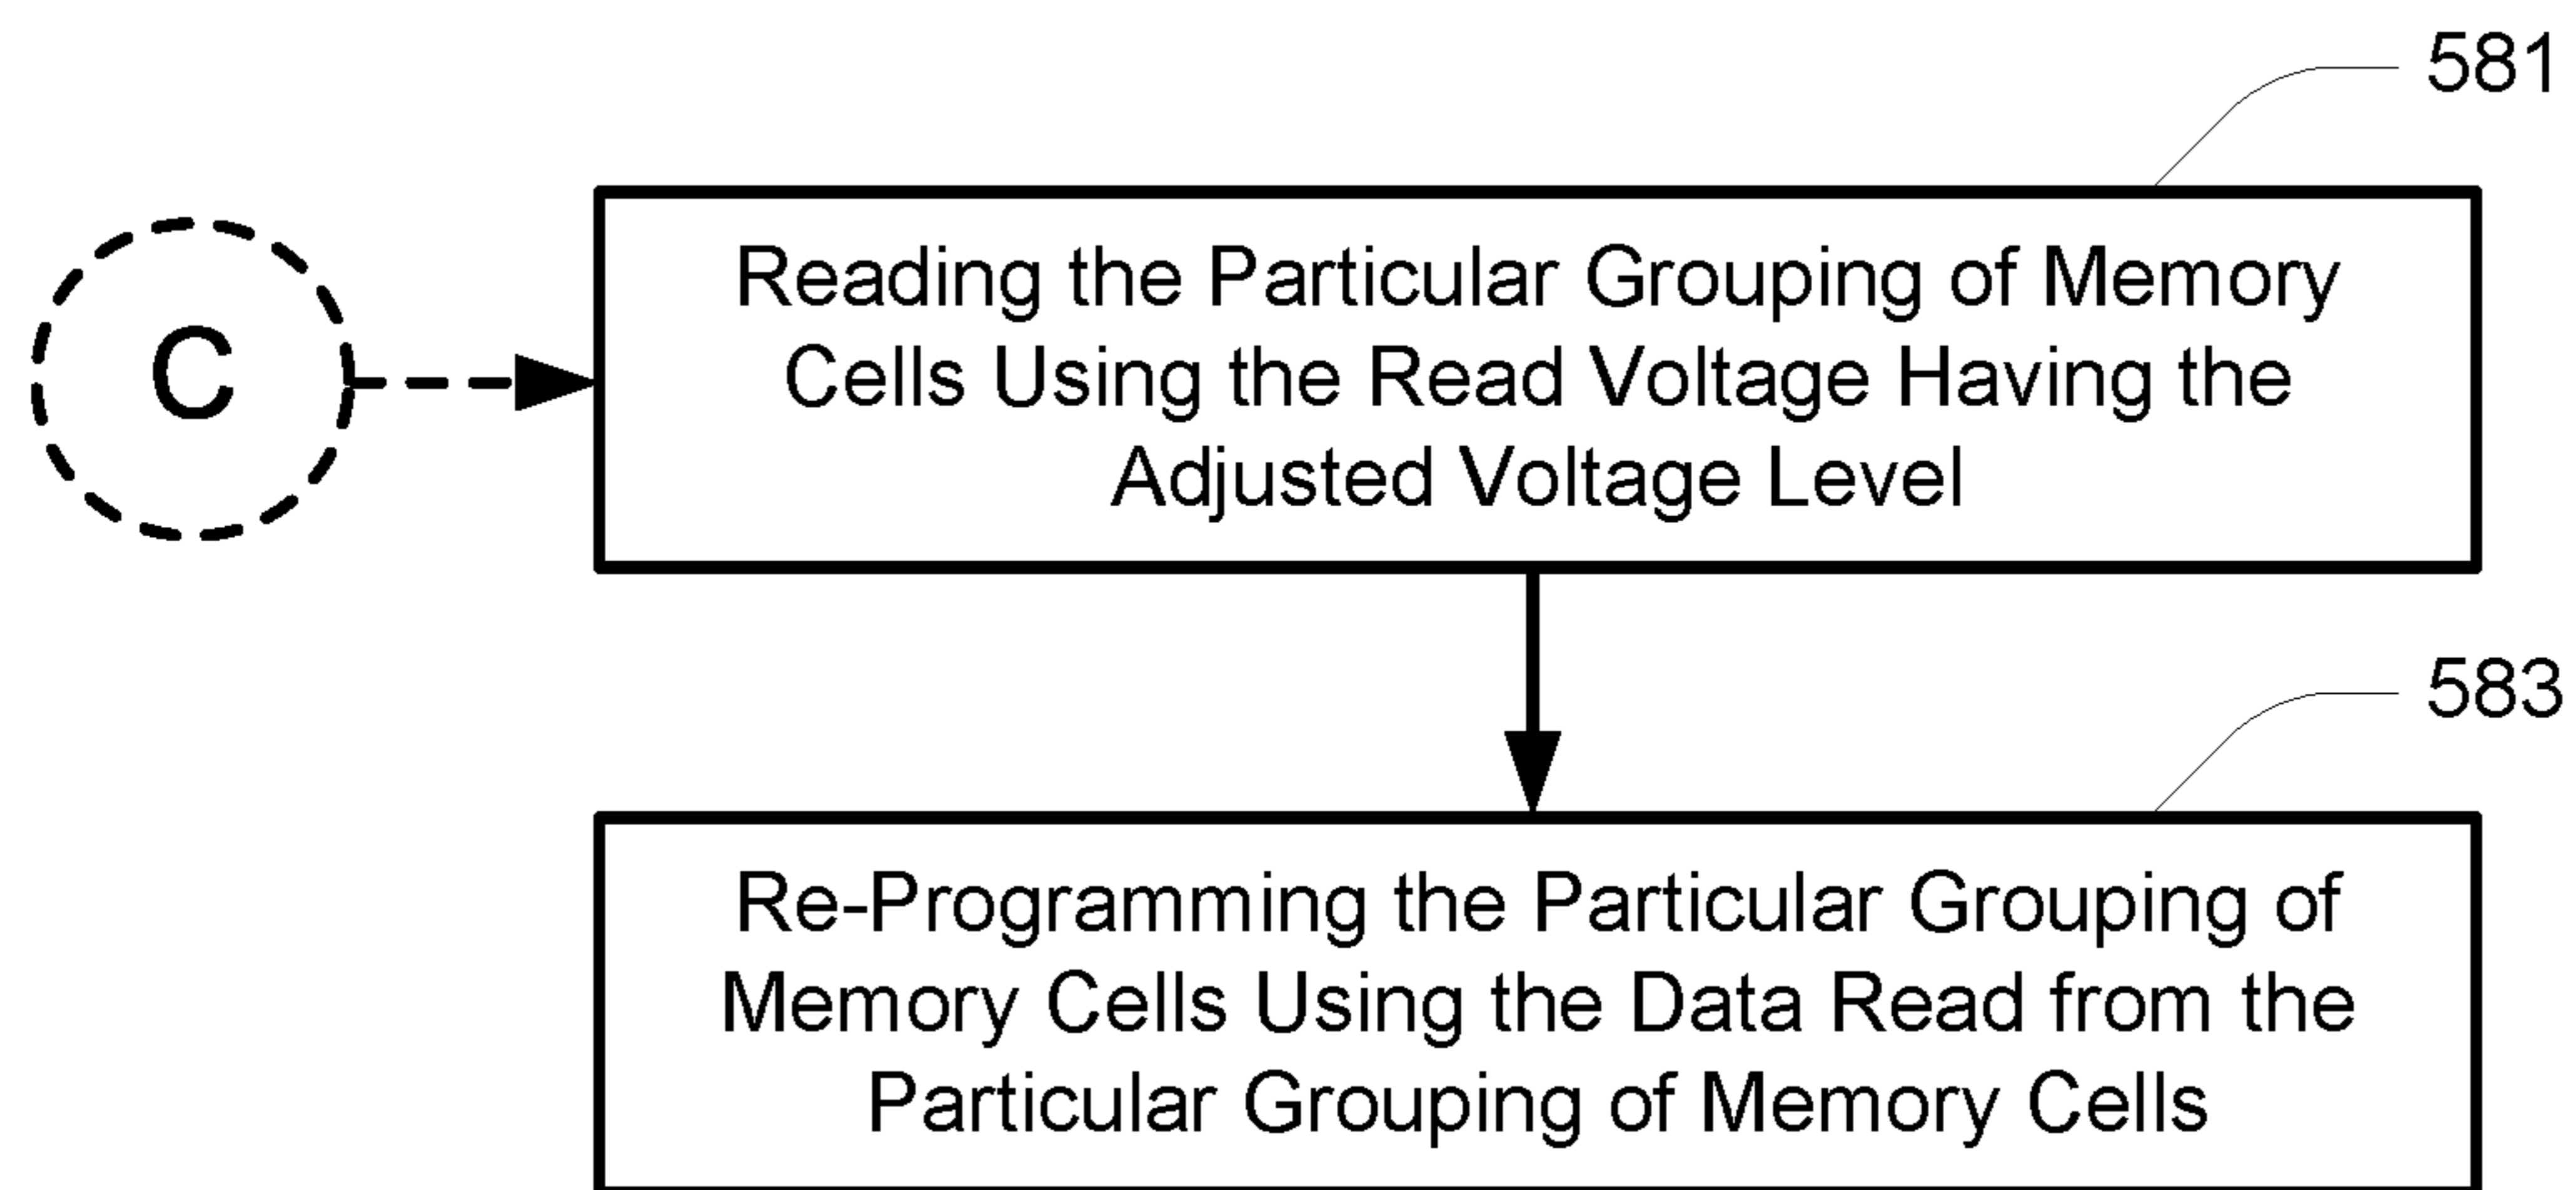 581
C
Reading the Particular Grouping of Memory
Cells Using the Read Voltage Having the
Adjusted Voltage Level
583
Re-Programming the Particular Grouping of
Memory Cells Using the Data Read from the
Particular Grouping of Memory Cells